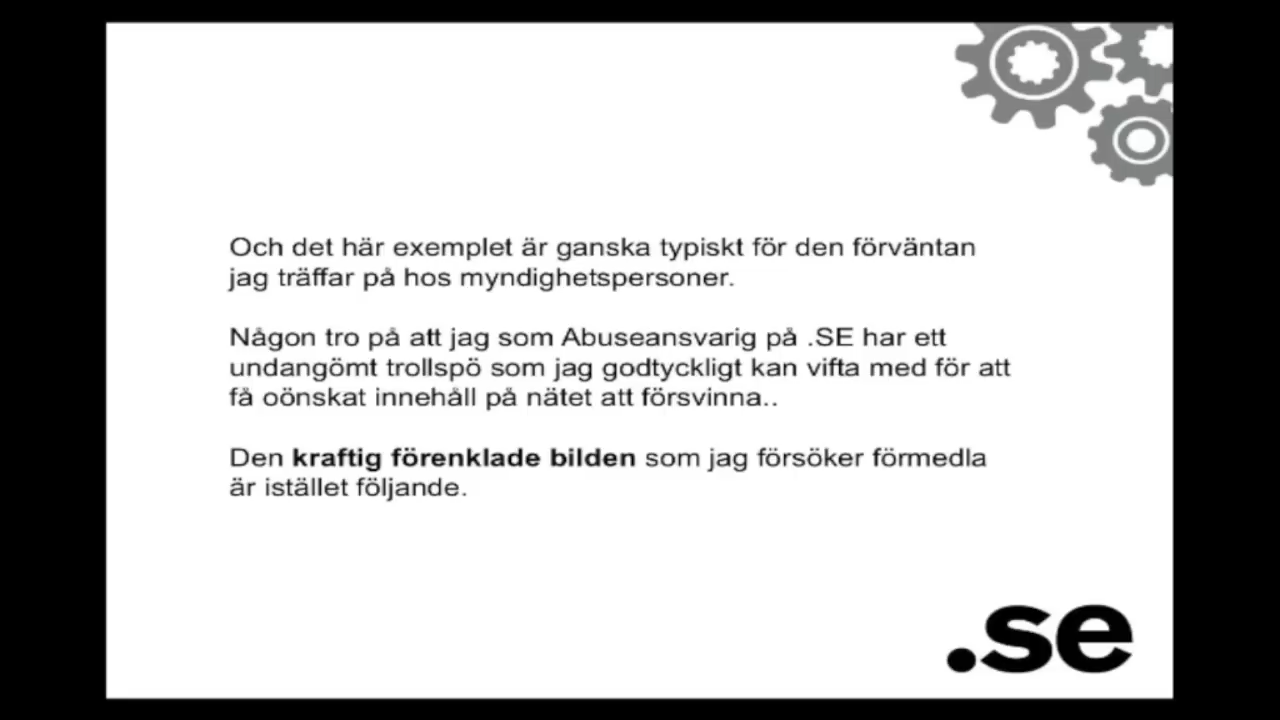 Och det här exemplet är ganska typiskt för den förväntan
jag träffar på hos myndighetspersoner.
Någon tro på att jag som Abuseansvarig på .SE har ett
undangömt trollspö som jag godtyckligt kan vifta med för att
få oönskat innehåll på nätet att försvinna..
Den kraftig förenklade bilden som jag försöker förmedla
är istället följande.
.se